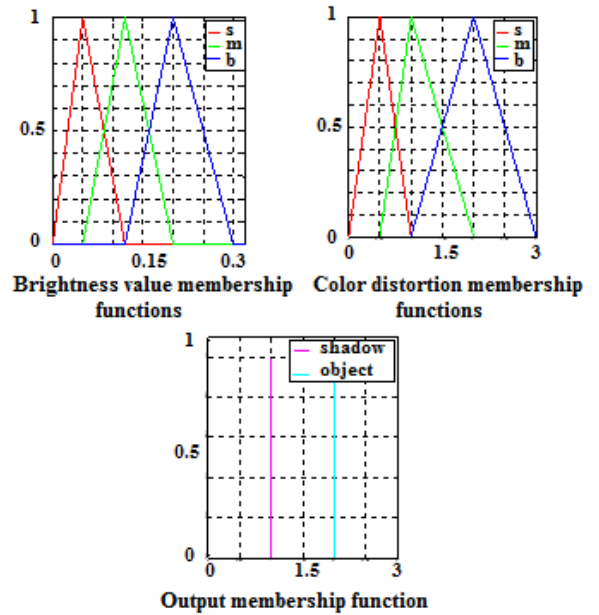 1
s
m
b
0.5
0
0
0.15
0.3
Brightness value membership
functions
1
s
m
b
0.5
0
0
1.5
3
Color distortion membership
functions
1
shadow
object
0.5
0
0
1.5
3
Output membership function